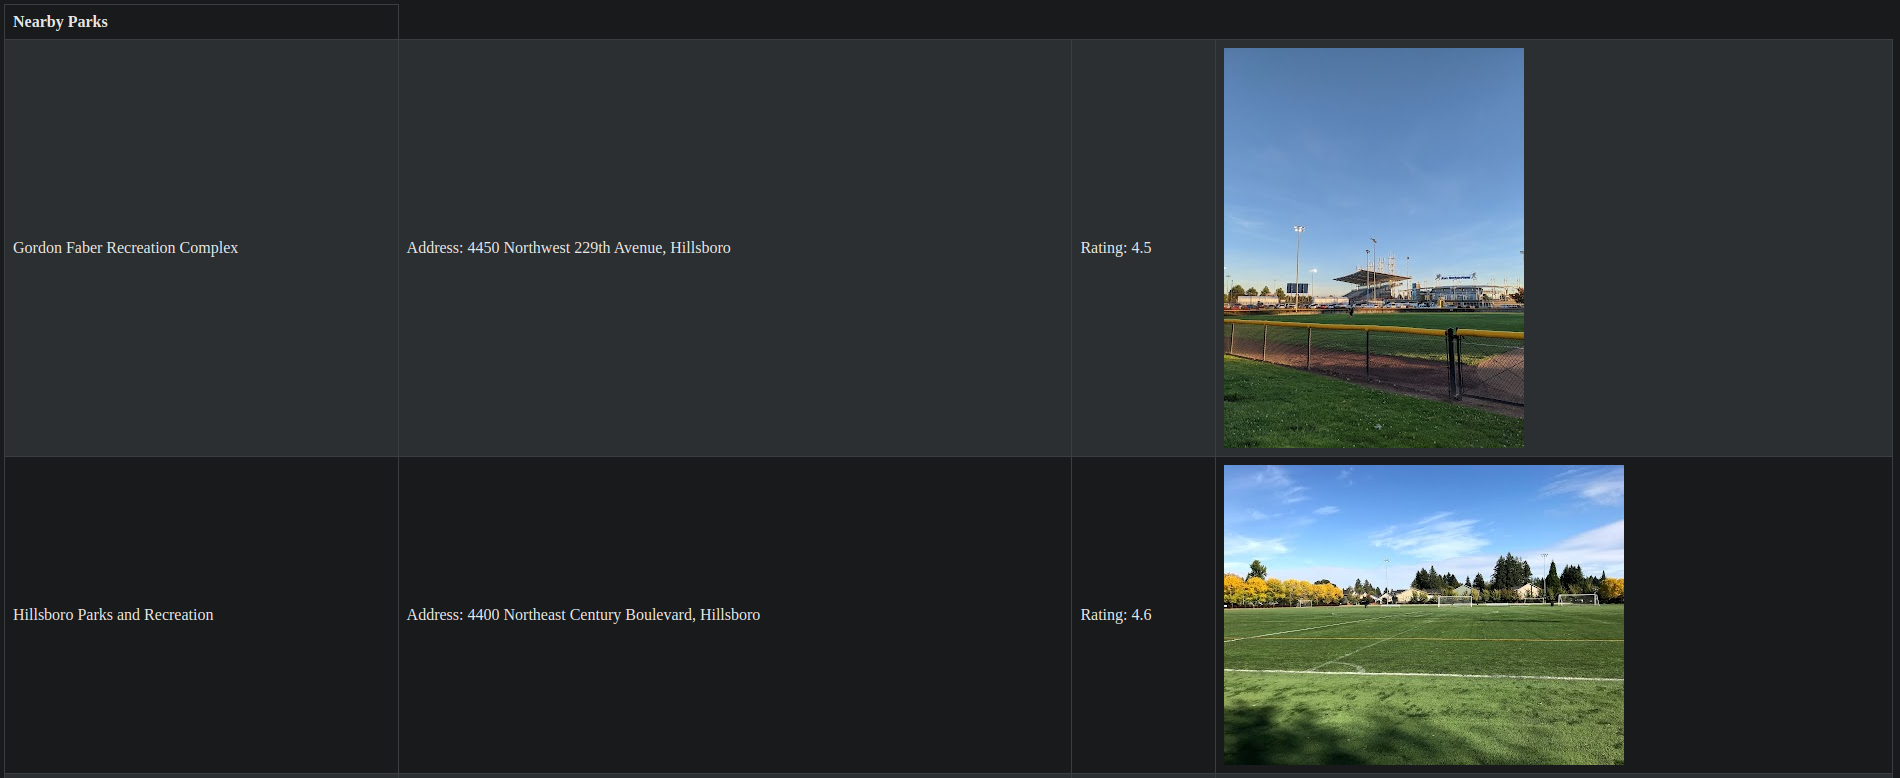 Nearby Parks
Gordon Faber Recreation Complex
Address: 4450 Northwest 229th Avenue, Hillsboro
Rating: 4.5
Hillsboro Parks and Recreation
Address: 4400 Northeast Century Boulevard, Hillsboro
Rating: 4.6